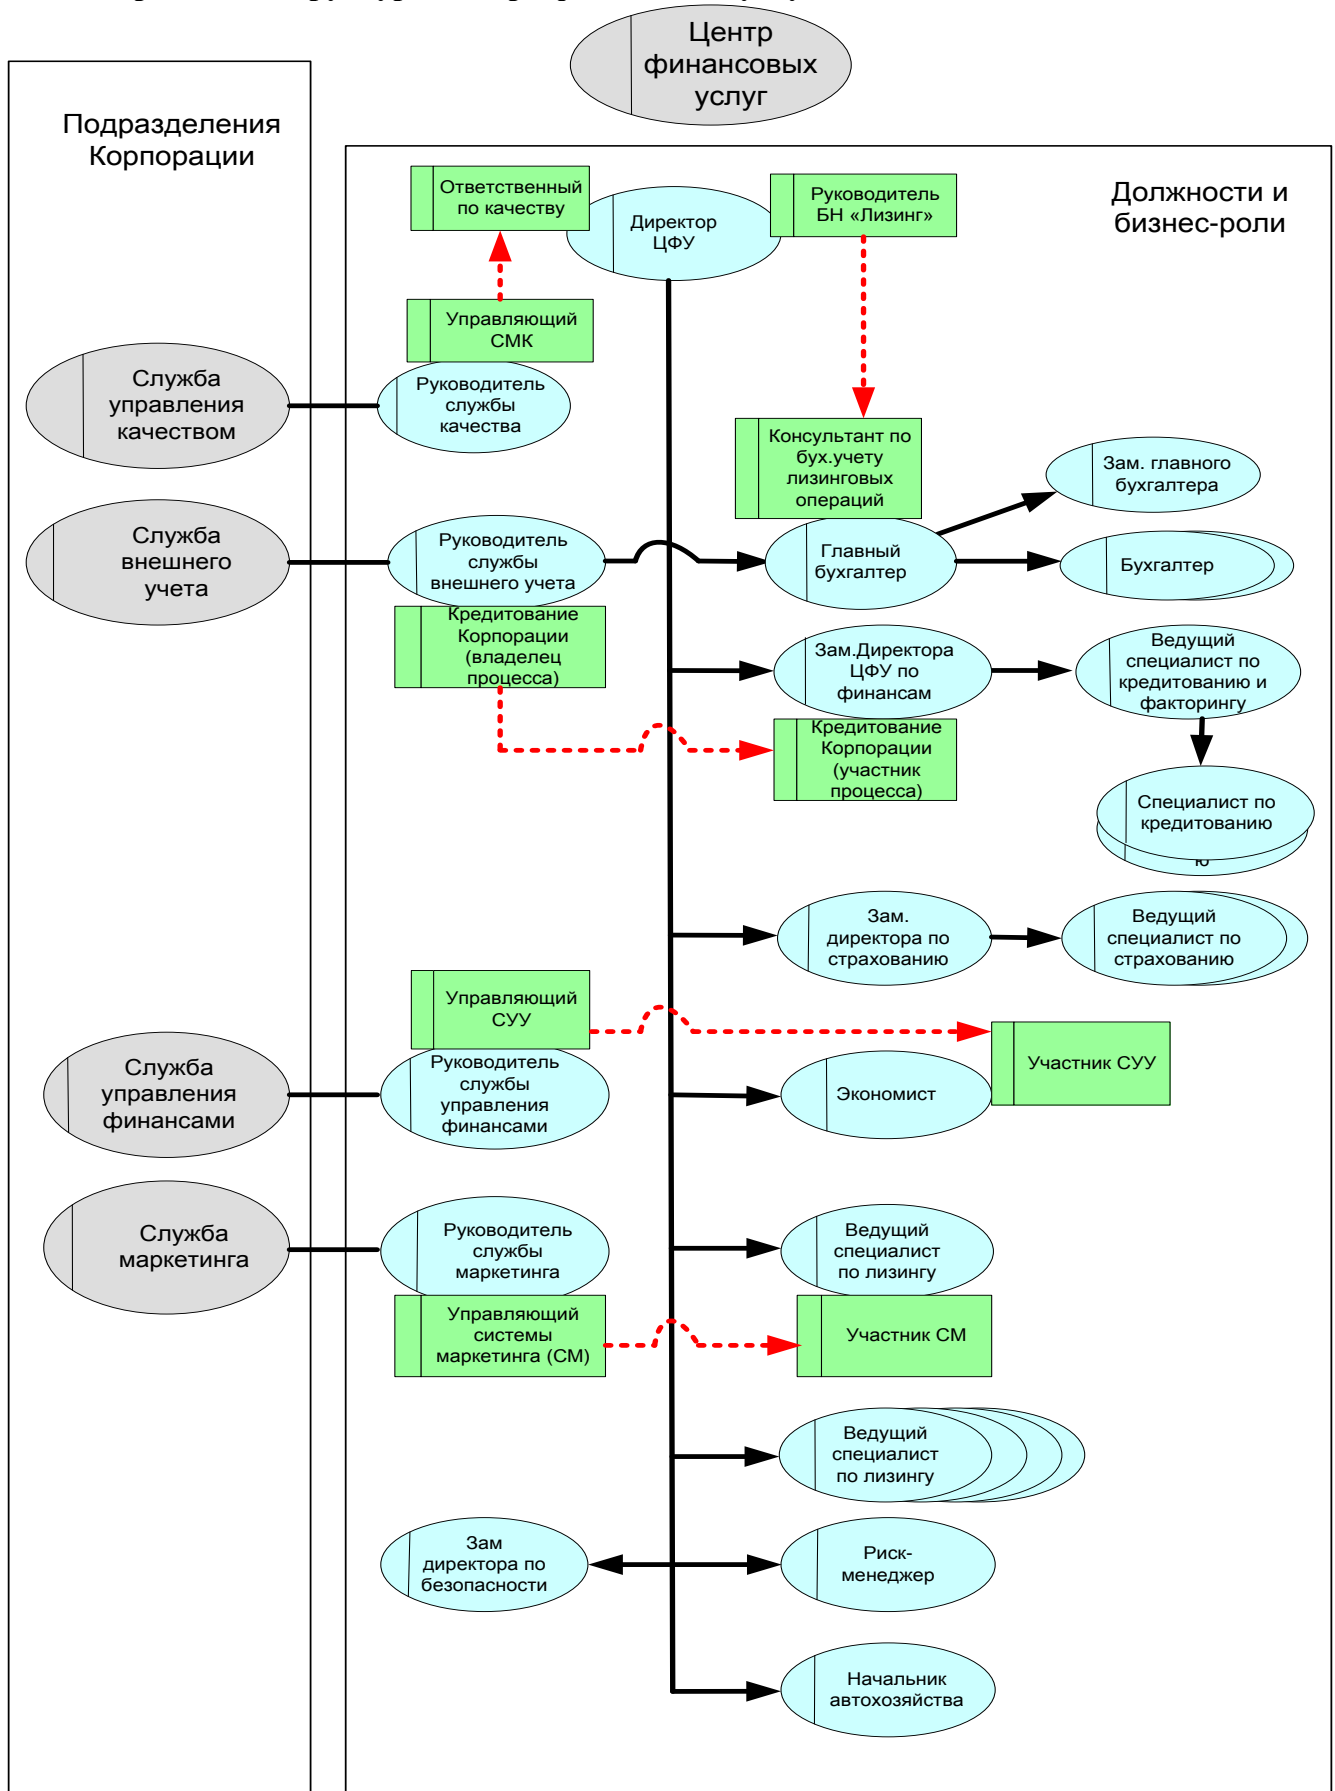 Центр
финансовых
услуг
Подразделения
Корпорации
Должности и
бизнес-роли
Ответственный
по качеству
Директор
ЦФУ
Руководитель
БН «Лизинг»
Управляющий
СМК
Служба
управления
качеством
Руководитель
службы
качества
Консультант по
бух.учету
лизинговых
операций
Зам. главного
бухгалтера
Служба
внешнего
учета
Руководитель
службы
внешнего учета
Главный
бухгалтер
Бухгалтер
Кредитование
Корпорации
(владелец
процесса)
Зам.Директора
ЦФУ по
финансам
Ведущий
специалист по
кредитованию и
факторингу
Кредитование
Корпорации
(участник
процесса)
Специалист по
кредитованию
ю
Зам.
директора по
страхованию
Ведущий
специалист по
страхованию
Управляющий
СУУ
Участник СУУ
Служба
управления
финансами
Руководитель
службы
управления
финансами
Экономист
Служба
маркетинга
Руководитель
службы
маркетинга
Ведущий
специалист
по лизингу
Управляющий
системы
маркетинга (СМ)
Участник СМ
Ведущий
специалист
по лизингу
Зам
директора по
безопасности
Риск-
менеджер
Начальник
автохозяйства